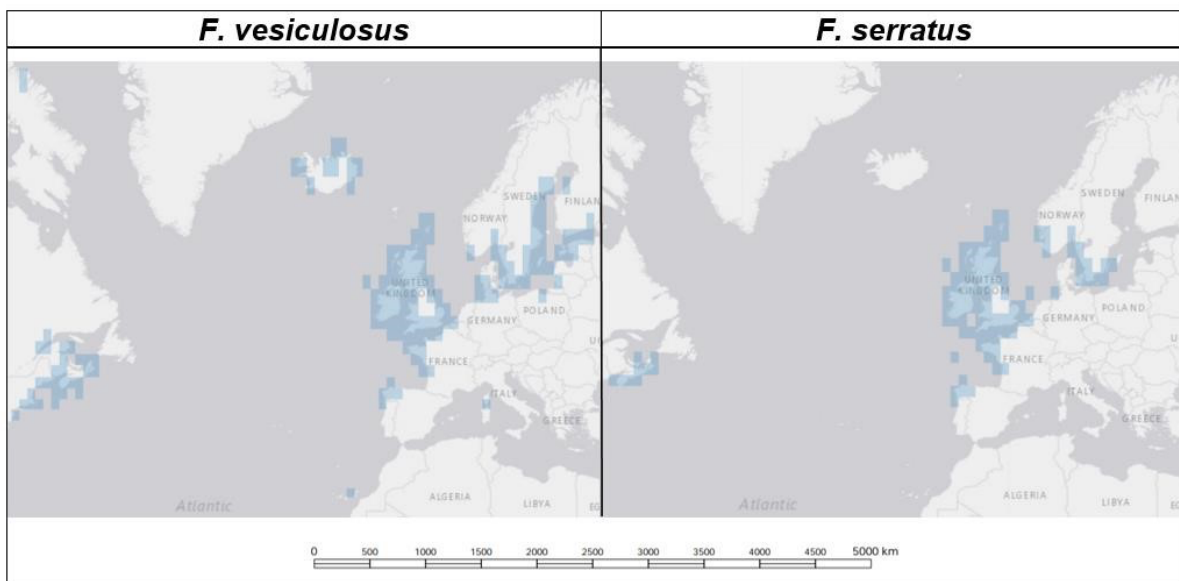 F. vesiculosus
F. serratus
SWEDEN
FINLAN
NORWAY
UNITED
KINGDOM
POLAND
GERMANY
U
FRANCE
ITALY
GREECE
ALGERIA
LIBYA
EG
Atlantic
SWEDEN
FINLAN
NORWAY
UNITED
KINGDOM
POLAND
GERMANY
U
FRANCE
ITALY
GREECE
ALGERIA
LIBYA
EG
Atlantic
0 500 1000 1500 2000 2500 3000 3500 4000 4500 5000 km